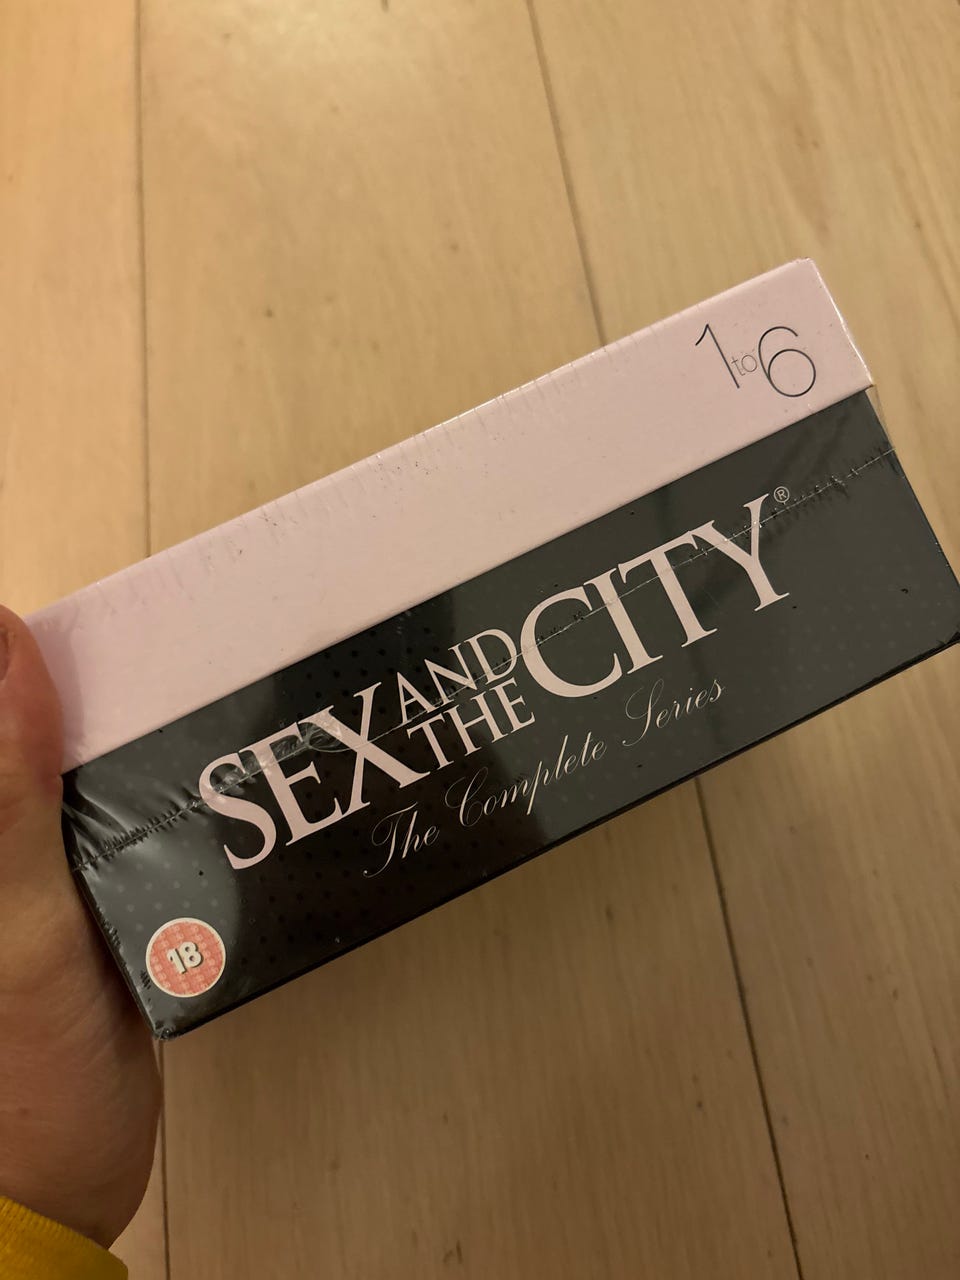 1 to 6
SEX AND THE CITY®
The Complete Series
18